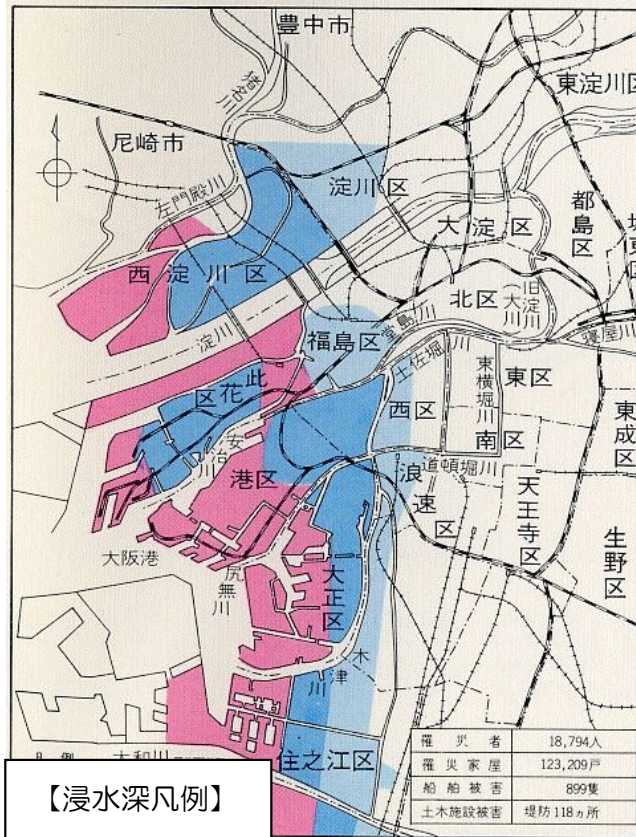 豊中市
猪名川
東淀川区
尼崎市
淀川区
左門殿川
大淀区
都島区
西淀川区
北区
旧淀川
(大川)
淀川
福島区
堂島川
寝屋川
土佐堀川
此花区
西区
東横堀川
東区
南区
東成区
安治川
港区
浪速区
道頓堀川
天王寺区
生野区
大阪港
尻無川
大正区
木津川
大和川
住之江区
罹災者 18,794人
罹災家屋 123,209戸
船舶被害 899隻
土木施設被害 堤防118ヵ所
【浸水深凡例】